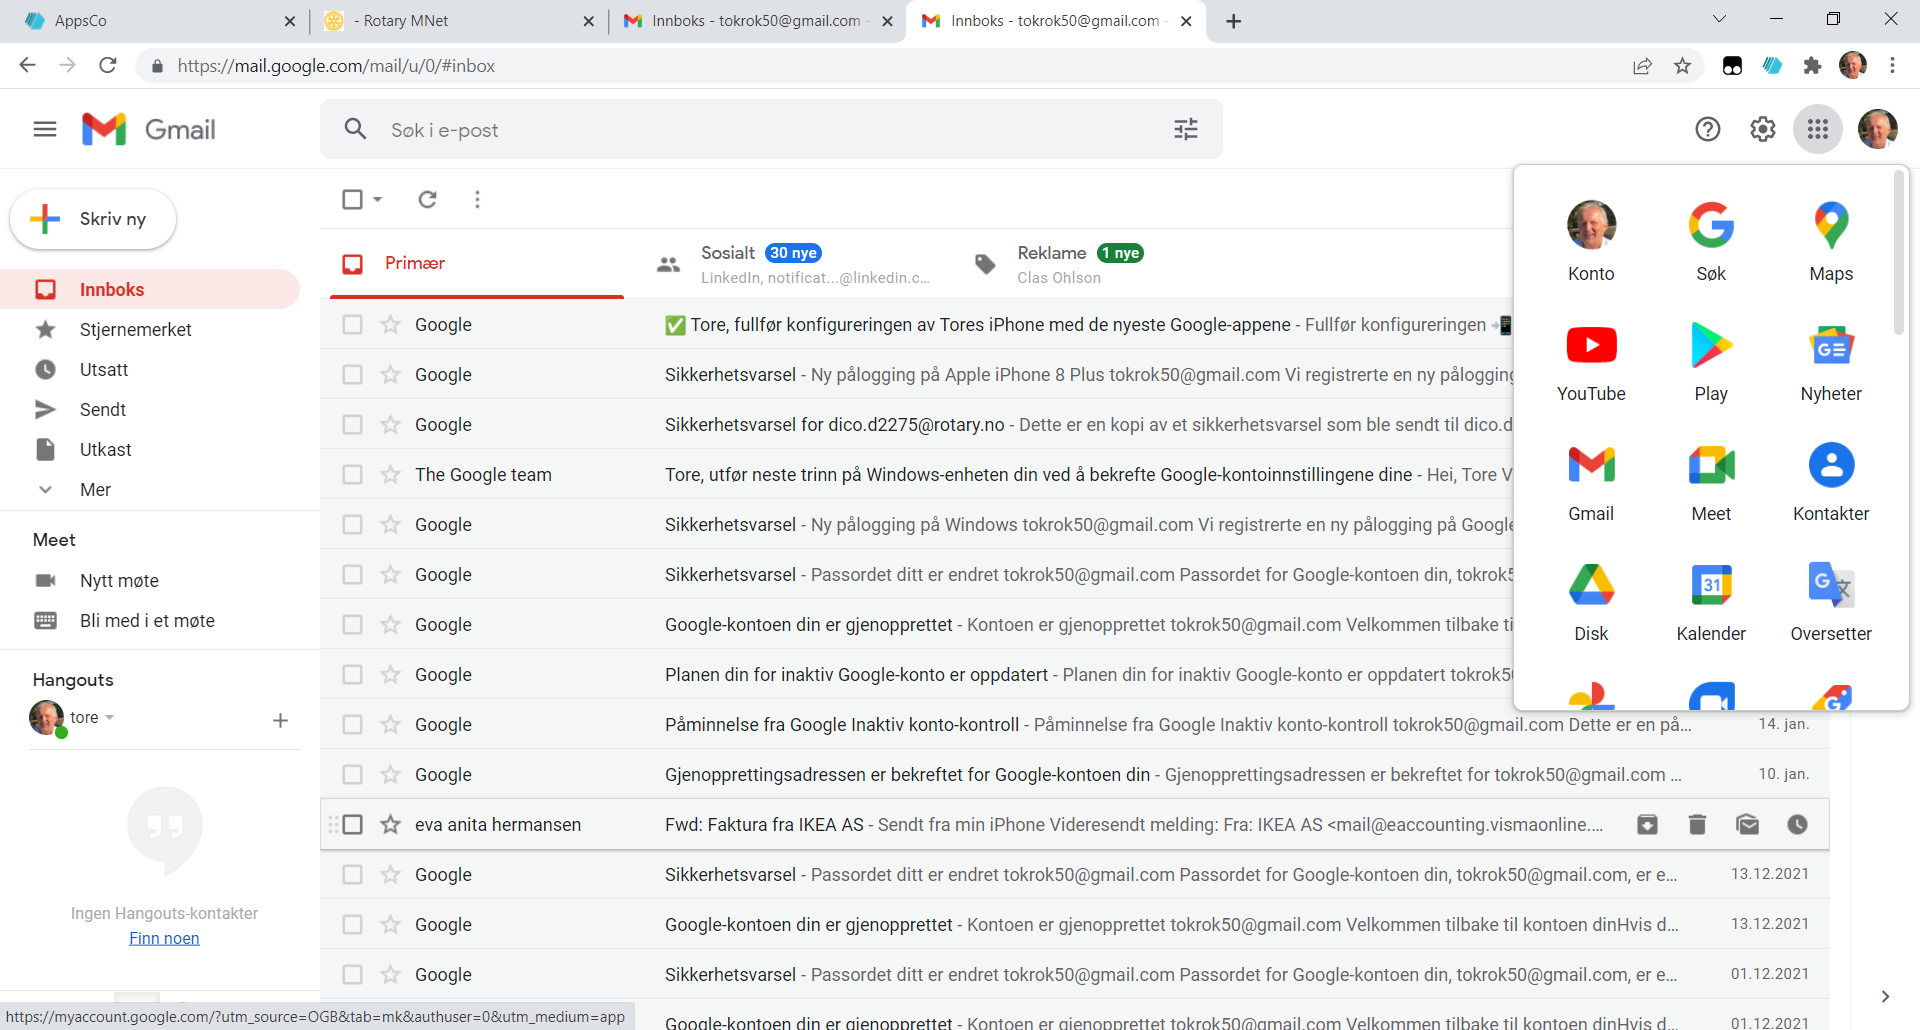 AppsCo
- Rotary MNet
Innboks - tokrok50@gmail.com -
Innboks - tokrok50@gmail.com -
https://mail.google.com/mail/u/0/#inbox
Gmail
Søk i e-post
Skriv ny
Innboks
Stjernemerket
Utsatt
Sendt
Utkast
Mer
Meet
Nytt møte
Bli med i et møte
Hangouts
tore
Ingen Hangouts-kontakter
Finn noen
https://myaccount.google.com/?utm_source=OGB&tab=mk&authuser=0&utm_medium=app
Primær
Sosialt 30 nye
LinkedIn, notificat...@linkedin.c...
Reklame 1 nye
Clas Ohlson
Google ✅ Tore, fullfør konfigureringen av Tores iPhone med de nyeste Google-appene - Fullfør konfigureringen 📲
Google Sikkerhetsvarsel - Ny pålogging på Apple iPhone 8 Plus tokrok50@gmail.com Vi registrerte en ny pålogging
Google Sikkerhetsvarsel for dico.d2275@rotary.no - Dette er en kopi av et sikkerhetsvarsel som ble sendt til dico.d
The Google team Tore, utfør neste trinn på Windows-enheten din ved å bekrefte Google-kontoinnstillingene dine - Hei, Tore V
Google Sikkerhetsvarsel - Ny pålogging på Windows tokrok50@gmail.com Vi registrerte en ny pålogging på Google
Google Sikkerhetsvarsel - Passordet ditt er endret tokrok50@gmail.com Passordet for Google-kontoen din, tokrok5
Google Google-kontoen din er gjenopprettet - Kontoen er gjenopprettet tokrok50@gmail.com Velkommen tilbake ti
Google Planen din for inaktiv Google-konto er oppdatert - Planen din for inaktiv Google-konto er oppdatert tokrok5
Google Påminnelse fra Google Inaktiv konto-kontroll - Påminnelse fra Google Inaktiv konto-kontroll tokrok50@gmail.com Dette er en på... 14. jan.
Google Gjenopprettingsadressen er bekreftet for Google-kontoen din - Gjenopprettingsadressen er bekreftet for tokrok50@gmail.com ... 10. jan.
eva anita hermansen Fwd: Faktura fra IKEA AS - Sendt fra min iPhone Videresendt melding: Fra: IKEA AS <mail@eaccounting.vismaonline....
Google Sikkerhetsvarsel - Passordet ditt er endret tokrok50@gmail.com Passordet for Google-kontoen din, tokrok50@gmail.com, er e... 13.12.2021
Google Google-kontoen din er gjenopprettet - Kontoen er gjenopprettet tokrok50@gmail.com Velkommen tilbake til kontoen dinHvis d... 13.12.2021
Google Sikkerhetsvarsel - Passordet ditt er endret tokrok50@gmail.com Passordet for Google-kontoen din, tokrok50@gmail.com, er e... 01.12.2021
Google Google-kontoen din er gjenopprettet - Kontoen er gjenopprettet tokrok50@gmail.com Velkommen tilbake til kontoen dinHvis d... 01.12.2021
Konto Søk Maps
YouTube Play Nyheter
Gmail Meet Kontakter
31
Disk Kalender Oversetter